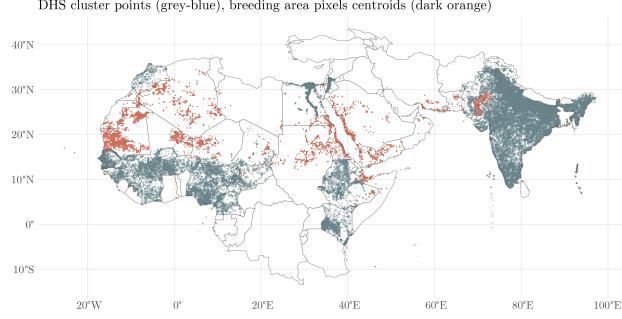 DHS cluster points (grey-blue), breeding area pixels centroids (dark orange)
40°N
30°N
20°N
10°N
0°
10°S
20°W 0° 20°E 40°E 60°E 80°E 100°E